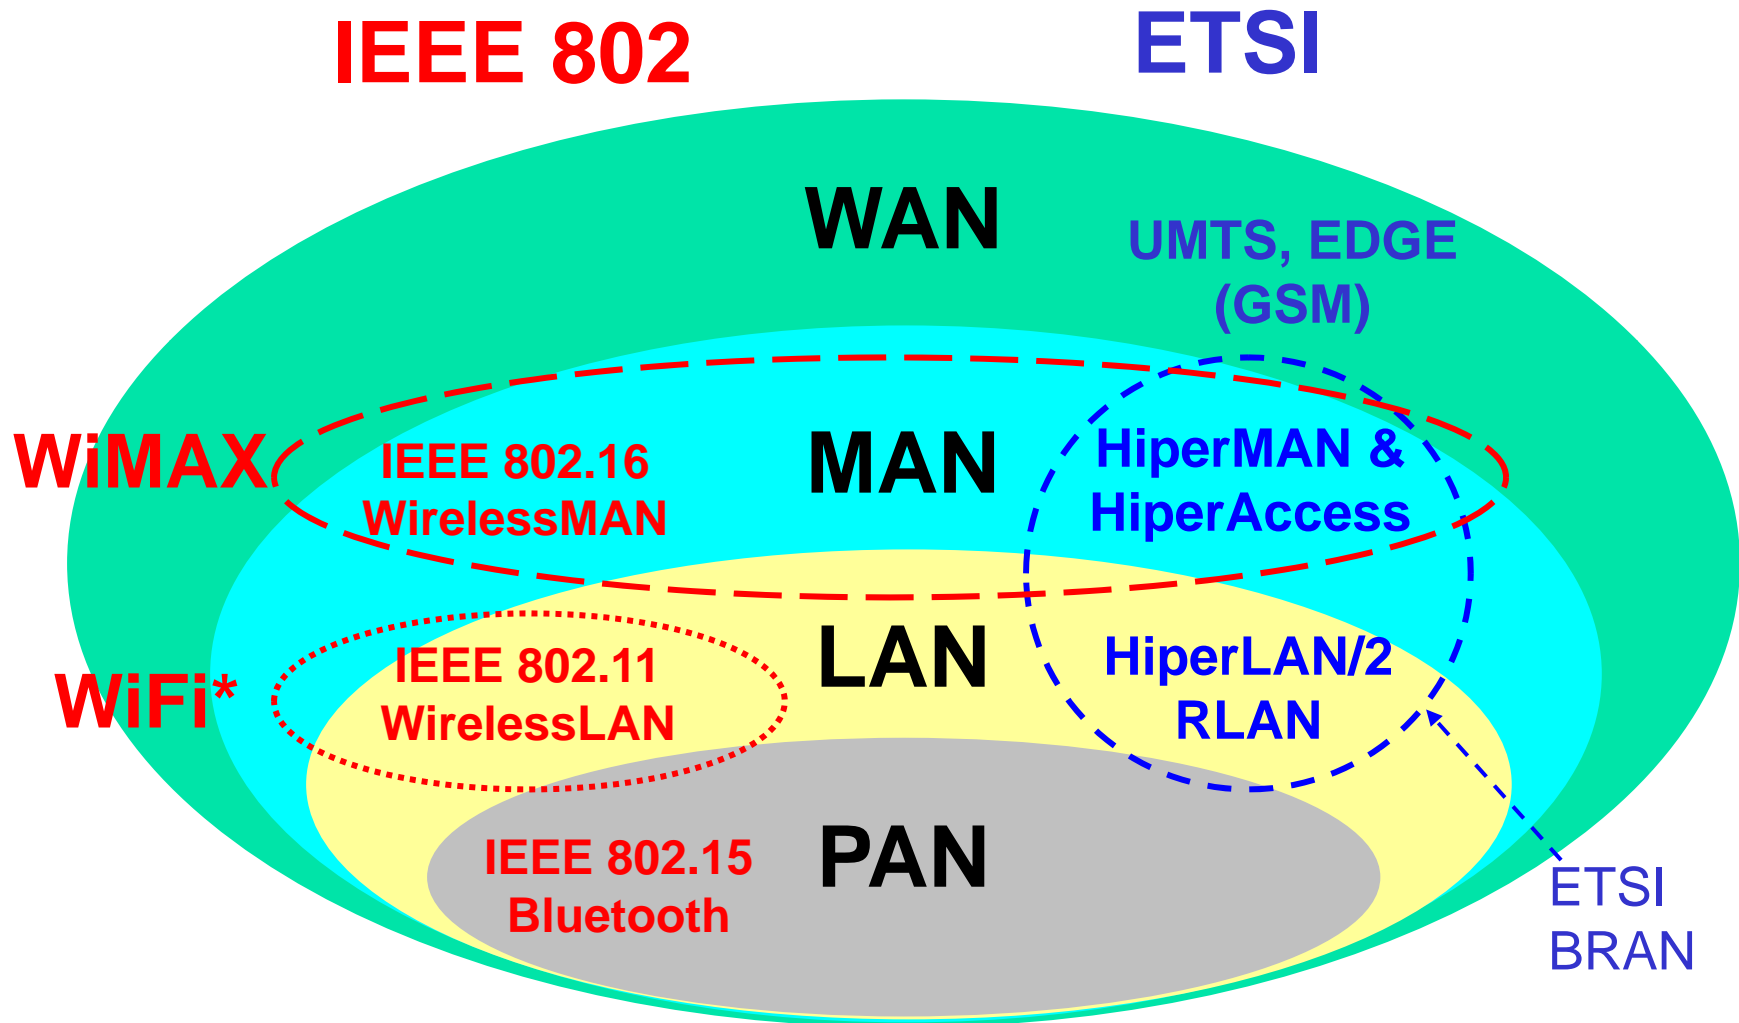 IEEE 802
ETSI
WAN
UMTS, EDGE
(GSM)
WiMAX
IEEE 802.16
WirelessMAN
MAN
HiperMAN &
HiperAccess
WiFi*
IEEE 802.11
WirelessLAN
LAN
HiperLAN/2
RLAN
IEEE 802.15
Bluetooth
PAN
ETSI
BRAN